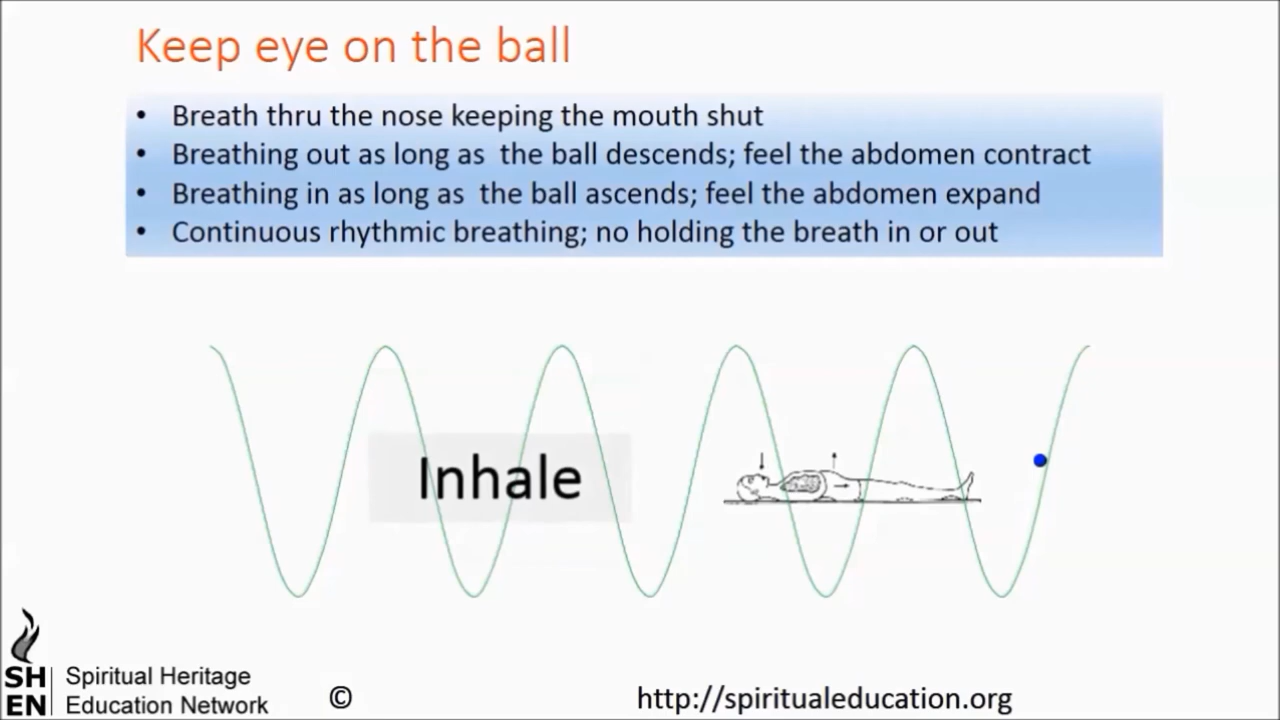 Keep eye on the ball
• Breath thru the nose keeping the mouth shut
• Breathing out as long as the ball descends; feel the abdomen contract
• Breathing in as long as the ball ascends; feel the abdomen expand
• Continuous rhythmic breathing; no holding the breath in or out
Inhale
SH
EN
Spiritual Heritage
Education Network
©
http://spiritualeducation.org